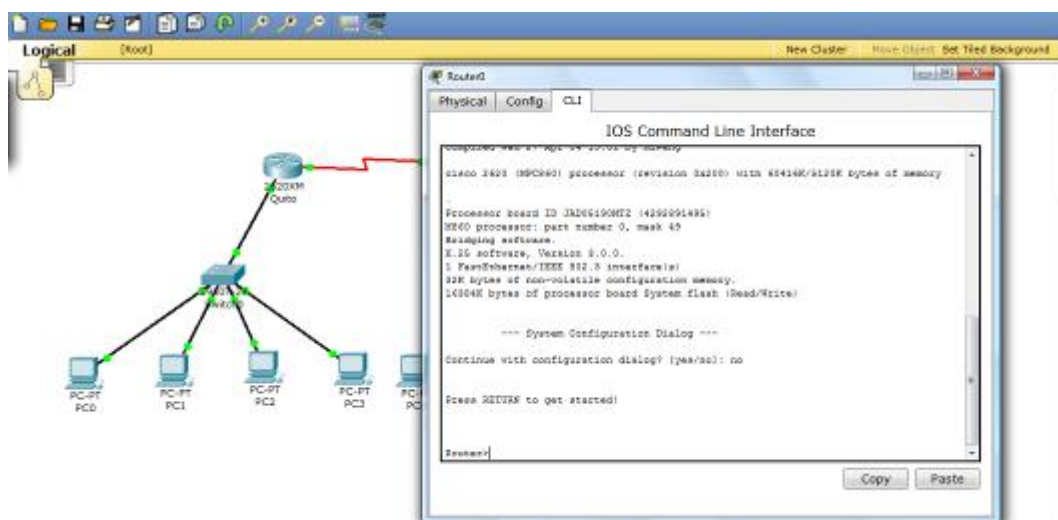 Logical [Root] New Cluster Move Object Set Tiled Background
Router0
Physical Config CLI
IOS Command Line Interface
cisco 2620 (MPC860) processor (revision 0x200) with 60416K/5120K bytes of memory
.
Processor board ID JAD05190MTZ (4292891495)
M860 processor: part number 0, mask 49
Bridging software.
X.25 software, Version 3.0.0.
1 FastEthernet/IEEE 802.3 interface(s)
32K bytes of non-volatile configuration memory.
16384K bytes of processor board System flash (Read/Write)
--- System Configuration Dialog ---
Continue with configuration dialog? [yes/no]: no
Press RETURN to get started!
Router>
Copy Paste
Quito
PC-PT
PC0
PC-PT
PC1
PC-PT
PC2
PC-PT
PC3